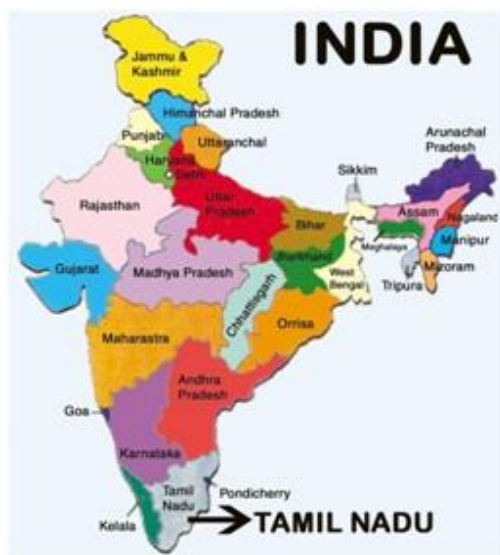 INDIA
Jammu &
Kashmir
Himanchal Pradesh
Punjabn
Uttaranchal
Haryana
Delhi
Arunachal
Pradesh
Sikkim
Rajasthan
Uttar
Pradesh
Bihar
Assam
Nagaland
Meghalaya
Manipur
Gujarat
Madhya Pradesh
Jharkhand
West
Bengal
Tripura
Mizoram
Chhattisgarh
Maharastra
Orrisa
Andhra
Pradesh
Goa
Karnataka
Tamil
Nadu
Pondicherry
Kelala
TAMIL NADU